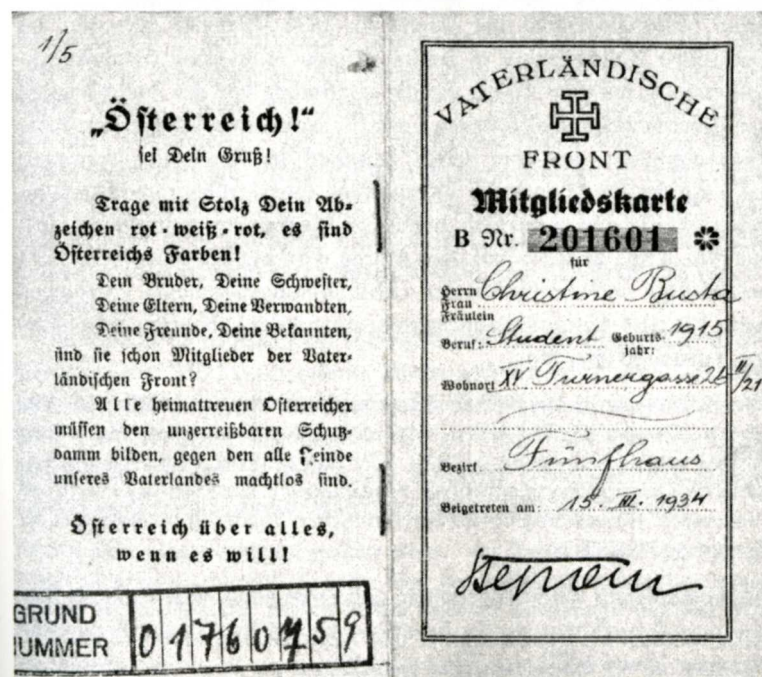 1/5
„Österreich!“
sei Dein Gruß!
Trage mit Stolz Dein Ab=
zeichen rot - weiß - rot, es sind
Österreichs Farben!
Dein Bruder, Deine Schwester,
Deine Eltern, Deine Verwandten,
Deine Freunde, Deine Bekannten,
sind sie schon Mitglieder der Vater=
ländischen Front?
Alle heimattreuen Österreicher
müssen den unzerreißbaren Schutz=
damm bilden, gegen den alle Feinde
unseres Vaterlandes machtlos sind.
Österreich über alles,
wenn es will!
GRUND
UMMER 01760759
VATERLÄNDISCHE
FRONT
Mitgliedskarte
B Nr. 201601
für
Herrn
Frau Christine Busta
Fräulein
Beruf: Student Geburts=
jahr: 1915
Wohnort XV Turnergasse II/21
Bezirk Fünfhaus
Beigetreten am: 15. III. 1934